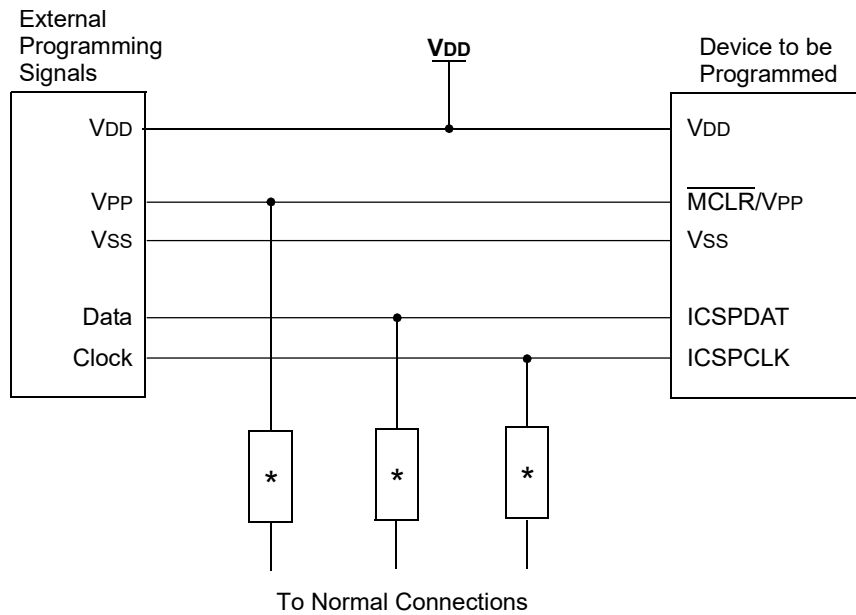 External
Programming
Signals
VDD
Device to be
Programmed
VDD
VDD
VPP
MCLR/VPP
VSS
VSS
Data
ICSPDAT
Clock
ICSPCLK
*
*
*
To Normal Connections